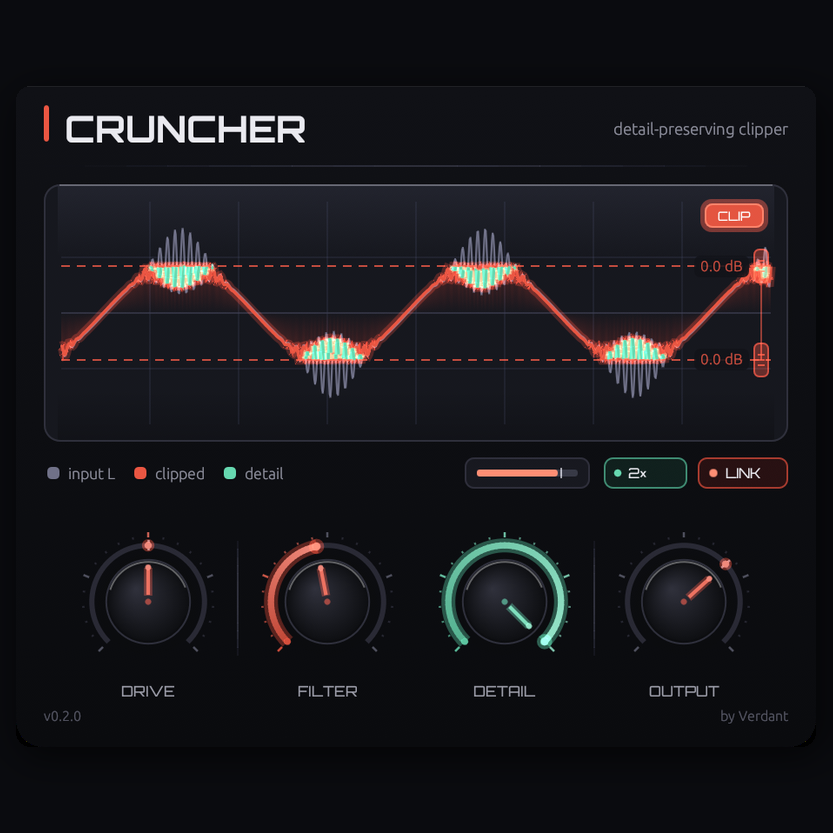 CRUNCHER
detail-preserving clipper
CLIP
0.0 dB
0.0 dB
input L clipped detail 2x LINK
DRIVE FILTER DETAIL OUTPUT
v0.2.0 by Verdant